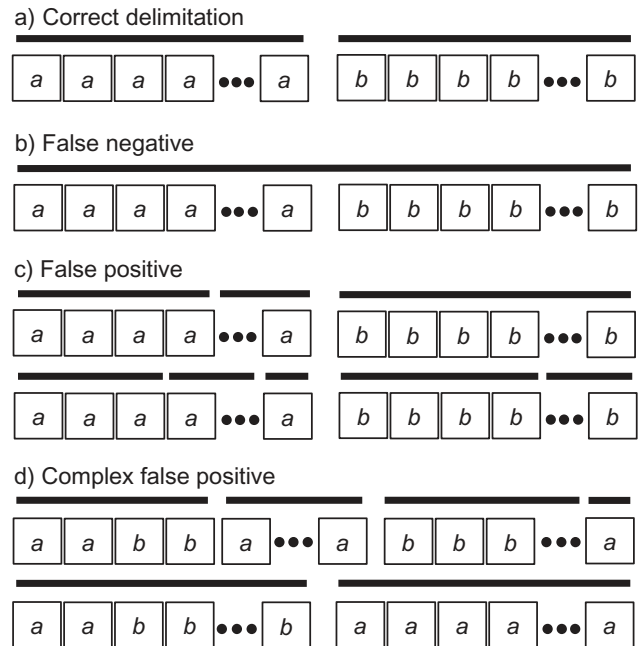 a) Correct delimitation
a a a a ●●● a b b b b ●●● b
b) False negative
a a a a ●●● a b b b b ●●● b
c) False positive
a a a a ●●● a b b b b ●●● b
a a a a ●●● a b b b b ●●● b
d) Complex false positive
a a b b a ●●● a b b b ●●● a
a a b b ●●● b a a a a ●●● a